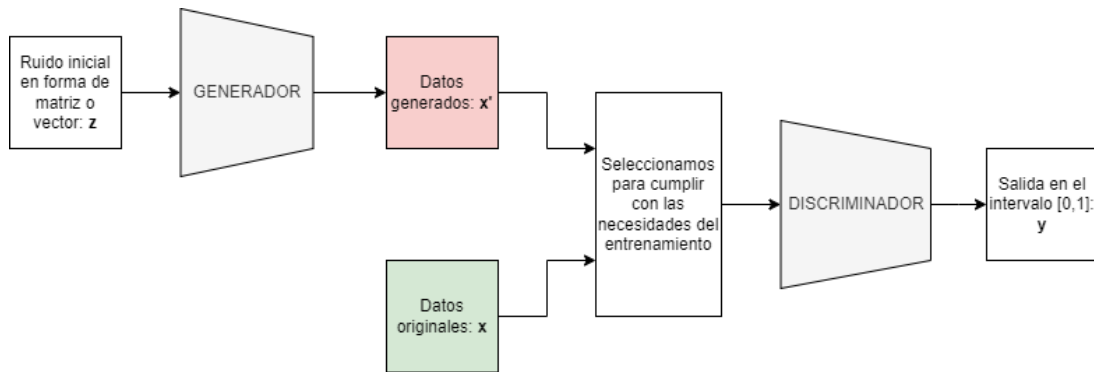 Ruido inicial
en forma de
matriz o
vector: z
GENERADOR
Datos
generados: x'
Datos
originales: x
Seleccionamos
para cumplir
con las
necesidades del
entrenamiento
DISCRIMINADOR
Salida en el
intervalo [0,1]:
y